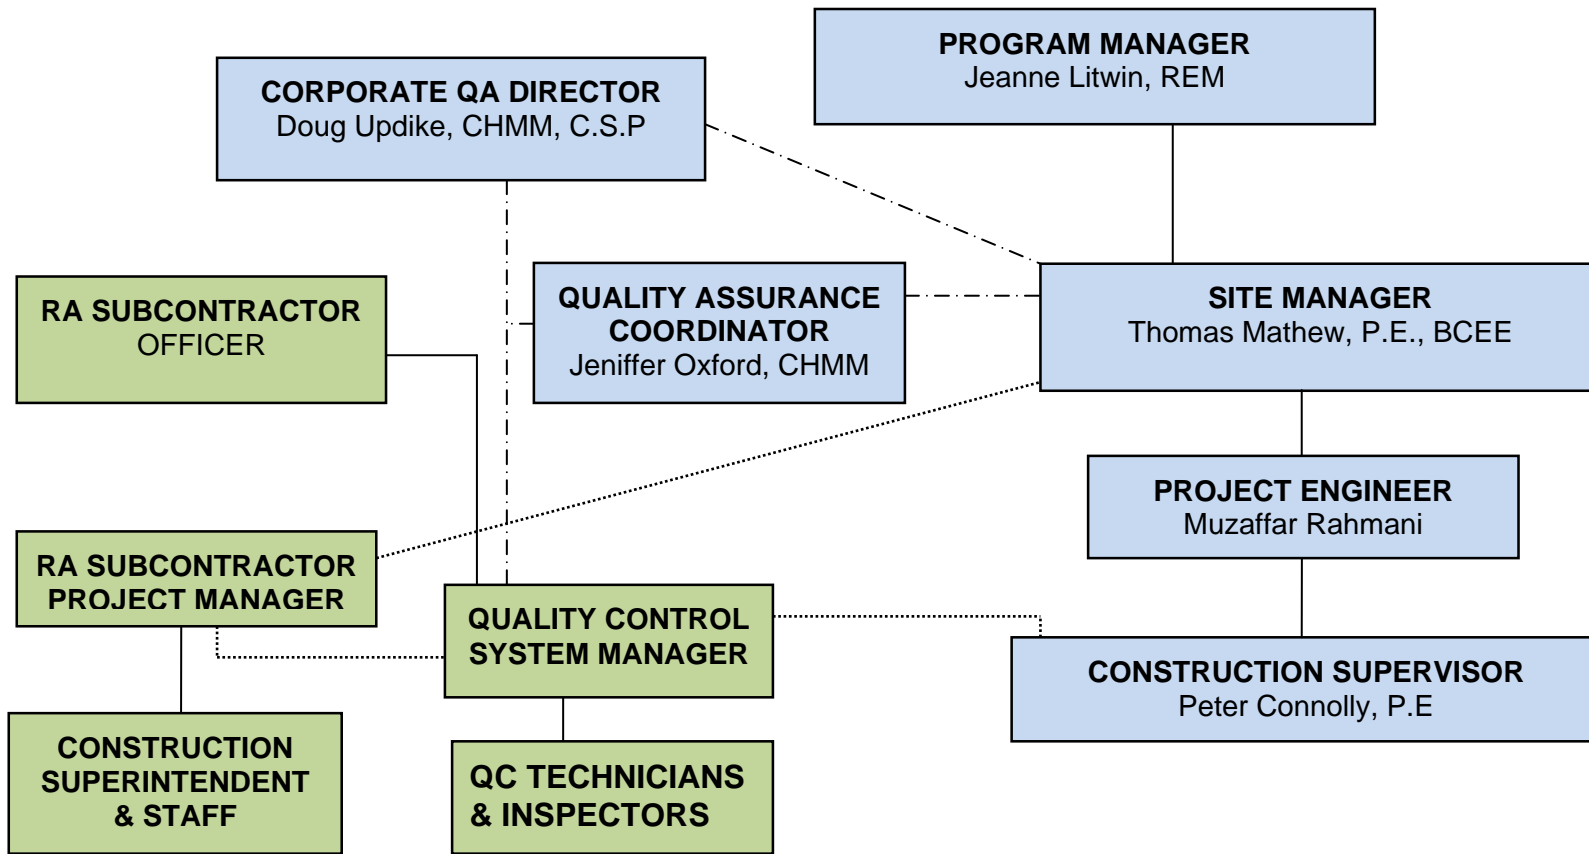 PROGRAM MANAGER
Jeanne Litwin, REM
CORPORATE QA DIRECTOR
Doug Updike, CHMM, C.S.P
RA SUBCONTRACTOR
OFFICER
QUALITY ASSURANCE
COORDINATOR
Jeniffer Oxford, CHMM
SITE MANAGER
Thomas Mathew, P.E., BCEE
PROJECT ENGINEER
Muzaffar Rahmani
RA SUBCONTRACTOR
PROJECT MANAGER
QUALITY CONTROL
SYSTEM MANAGER
CONSTRUCTION SUPERVISOR
Peter Connolly, P.E
CONSTRUCTION
SUPERINTENDENT
& STAFF
QC TECHNICIANS
& INSPECTORS